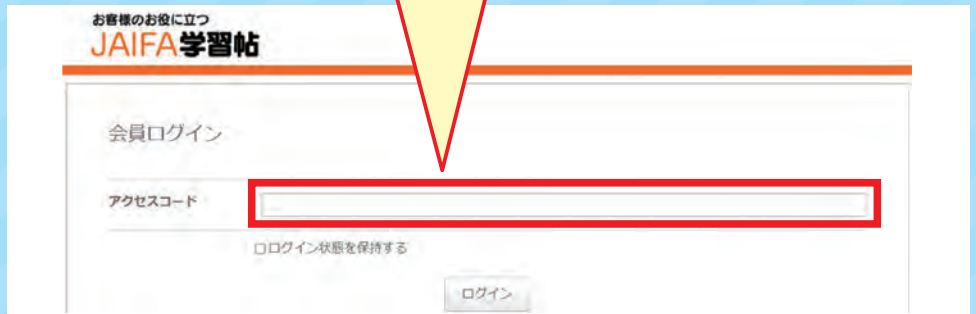 お客様のお役に立つ
JAIFA学習帖
会員ログイン
アクセスコード
ログイン状態を保持する
ログイン